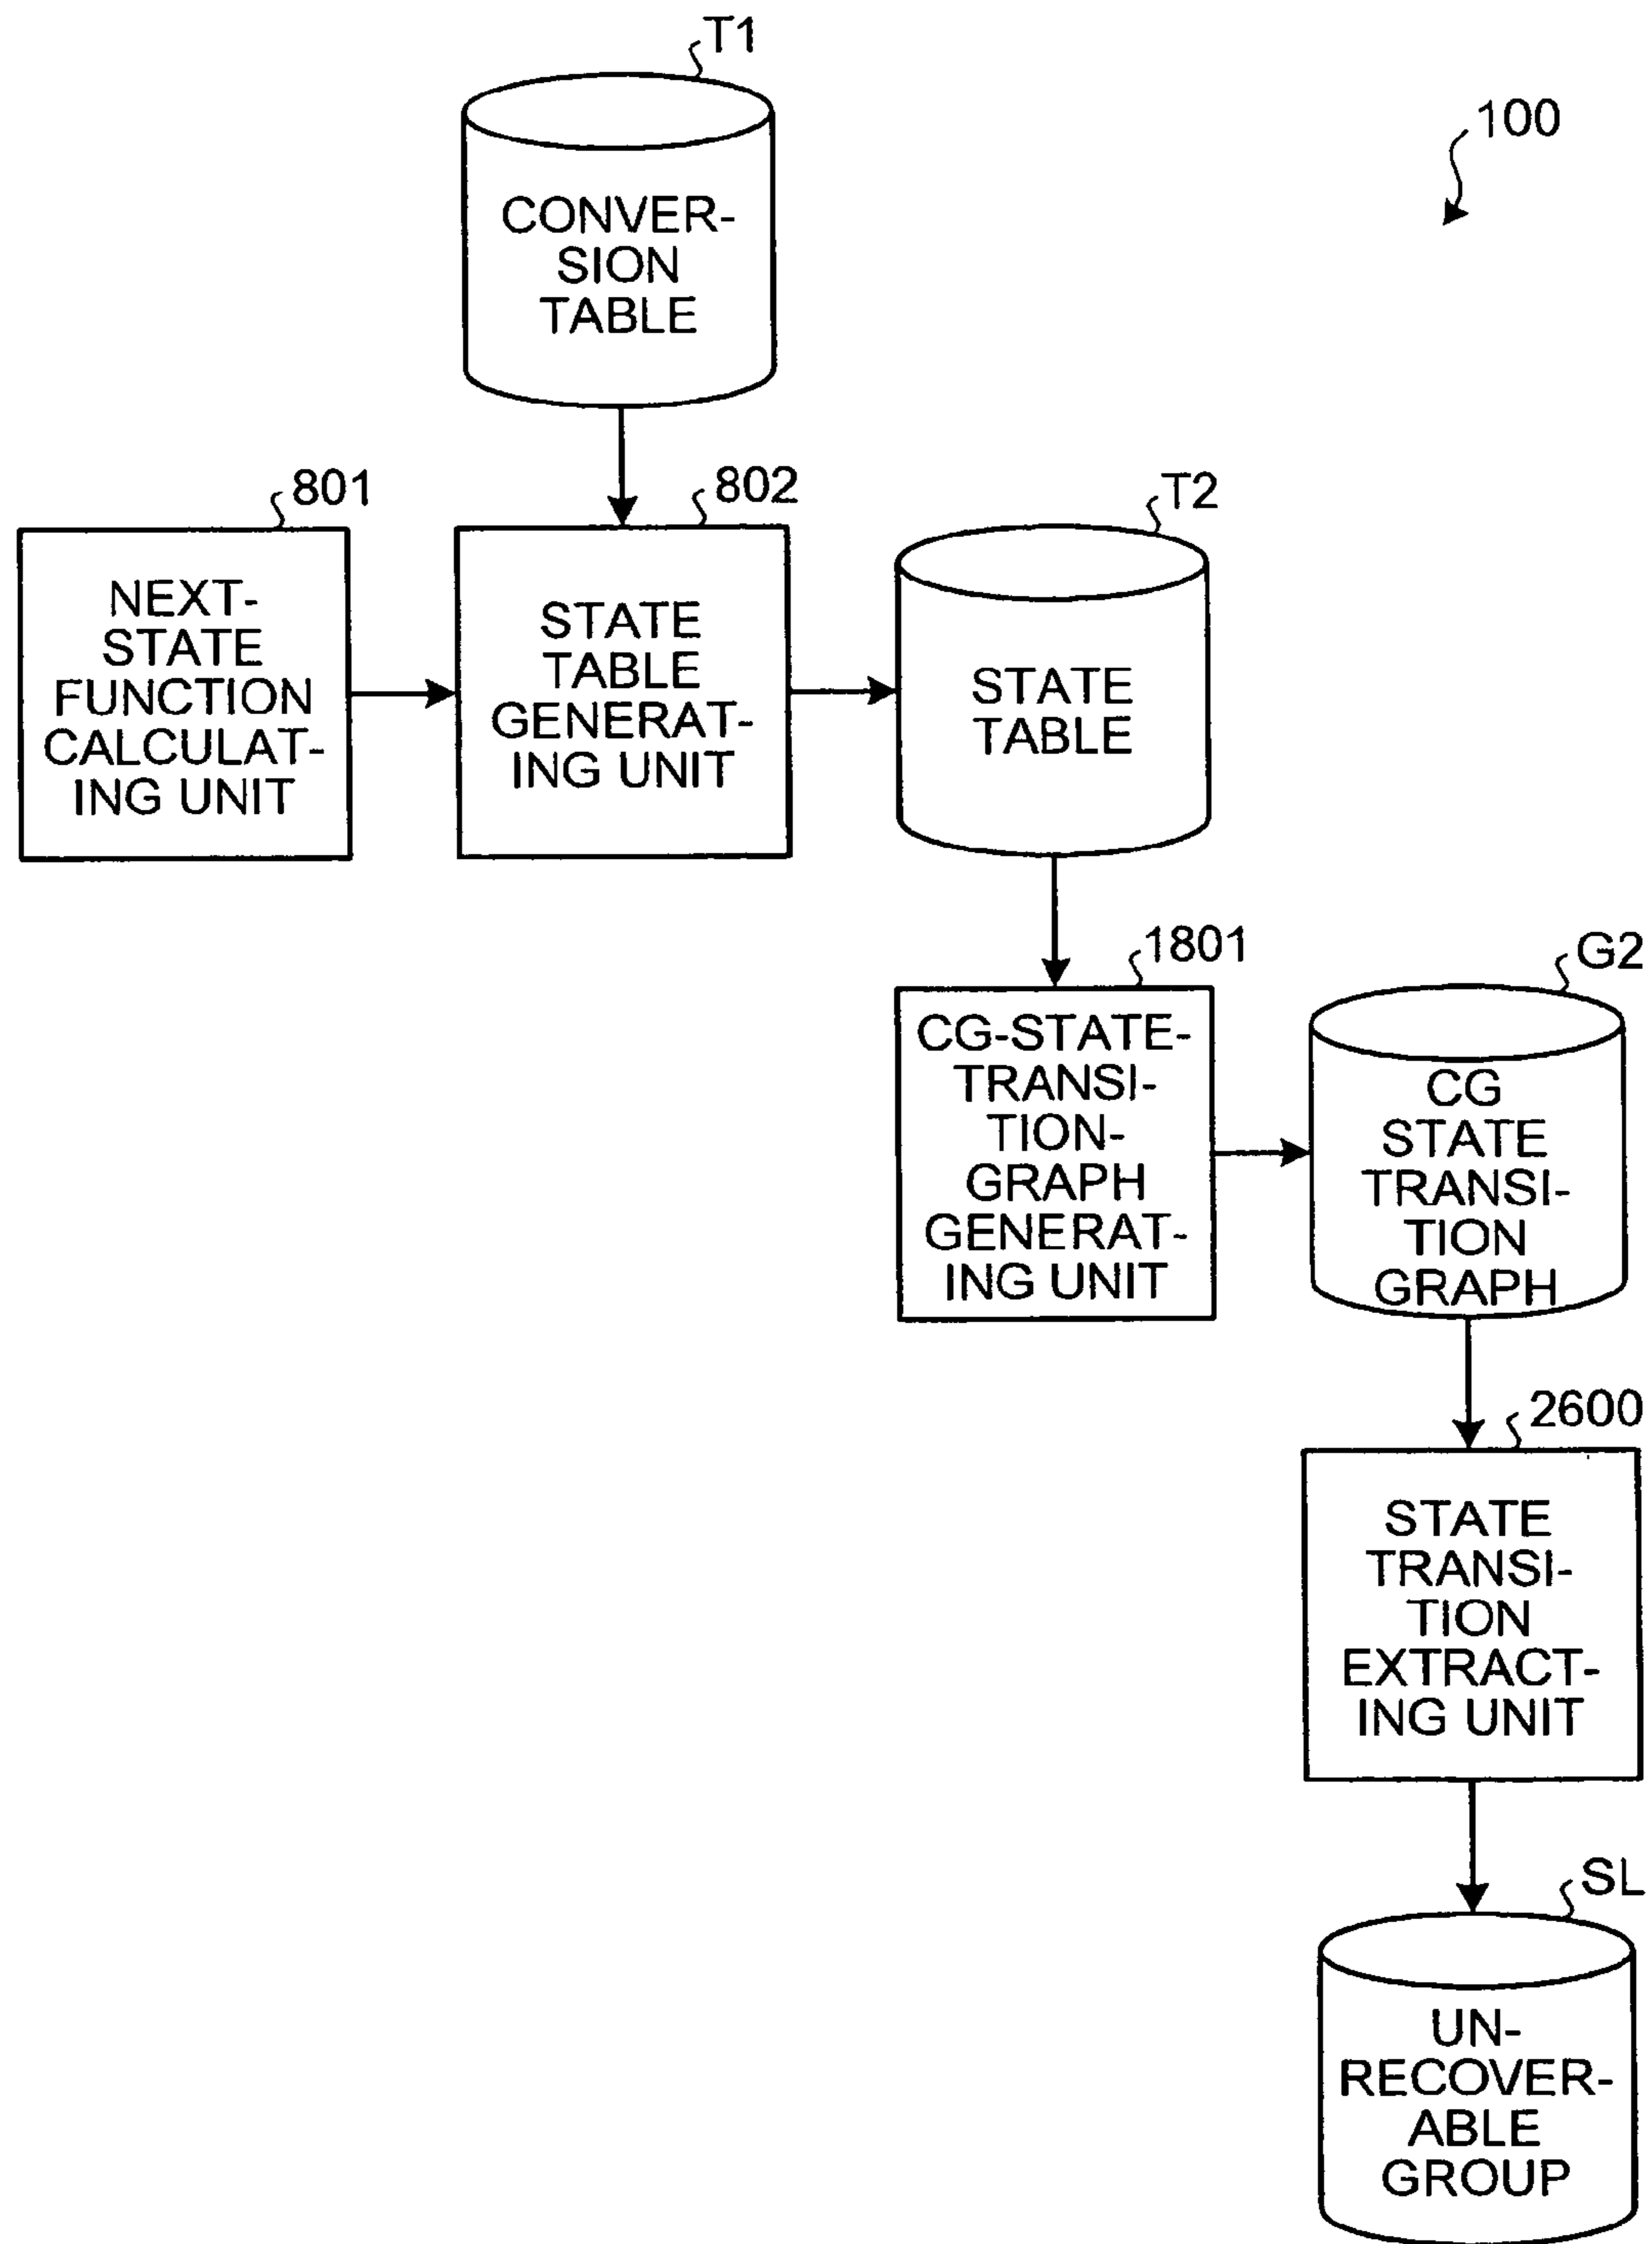 T1
100
CONVER-
SION
TABLE
801
802
T2
NEXT-
STATE
FUNCTION
CALCULAT-
ING UNIT
STATE
TABLE
GENERAT-
ING UNIT
STATE
TABLE
1801
G2
CG-STATE-
TRANSI-
TION-
GRAPH
GENERAT-
ING UNIT
CG
STATE
TRANSI-
TION
GRAPH
2600
STATE
TRANSI-
TION
EXTRACT-
ING UNIT
SL
UN-
RECOVER-
ABLE
GROUP